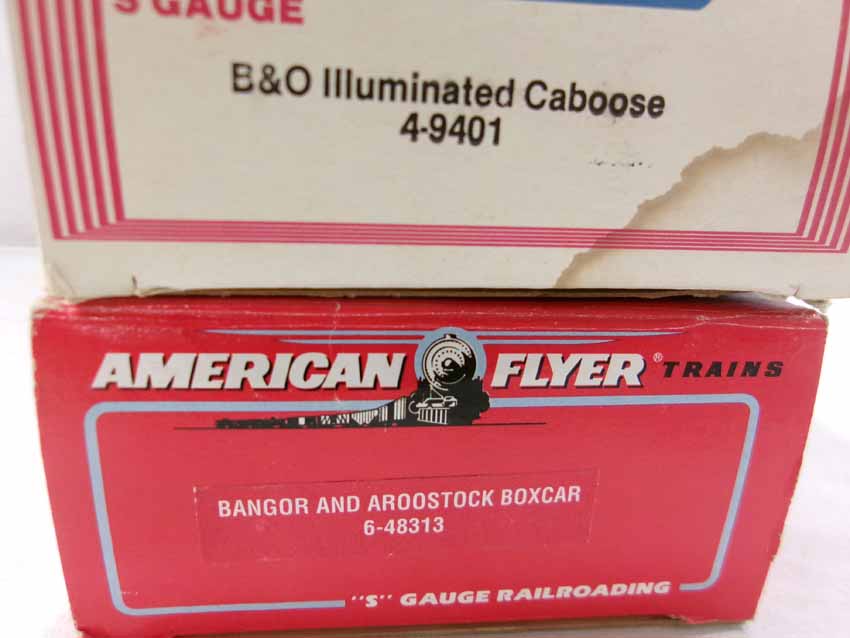 S GAUGE
B&O Illuminated Caboose
4-9401
AMERICAN FLYER® TRAINS
BANGOR AND AROOSTOCK BOXCAR
6-48313
"S" GAUGE RAILROADING